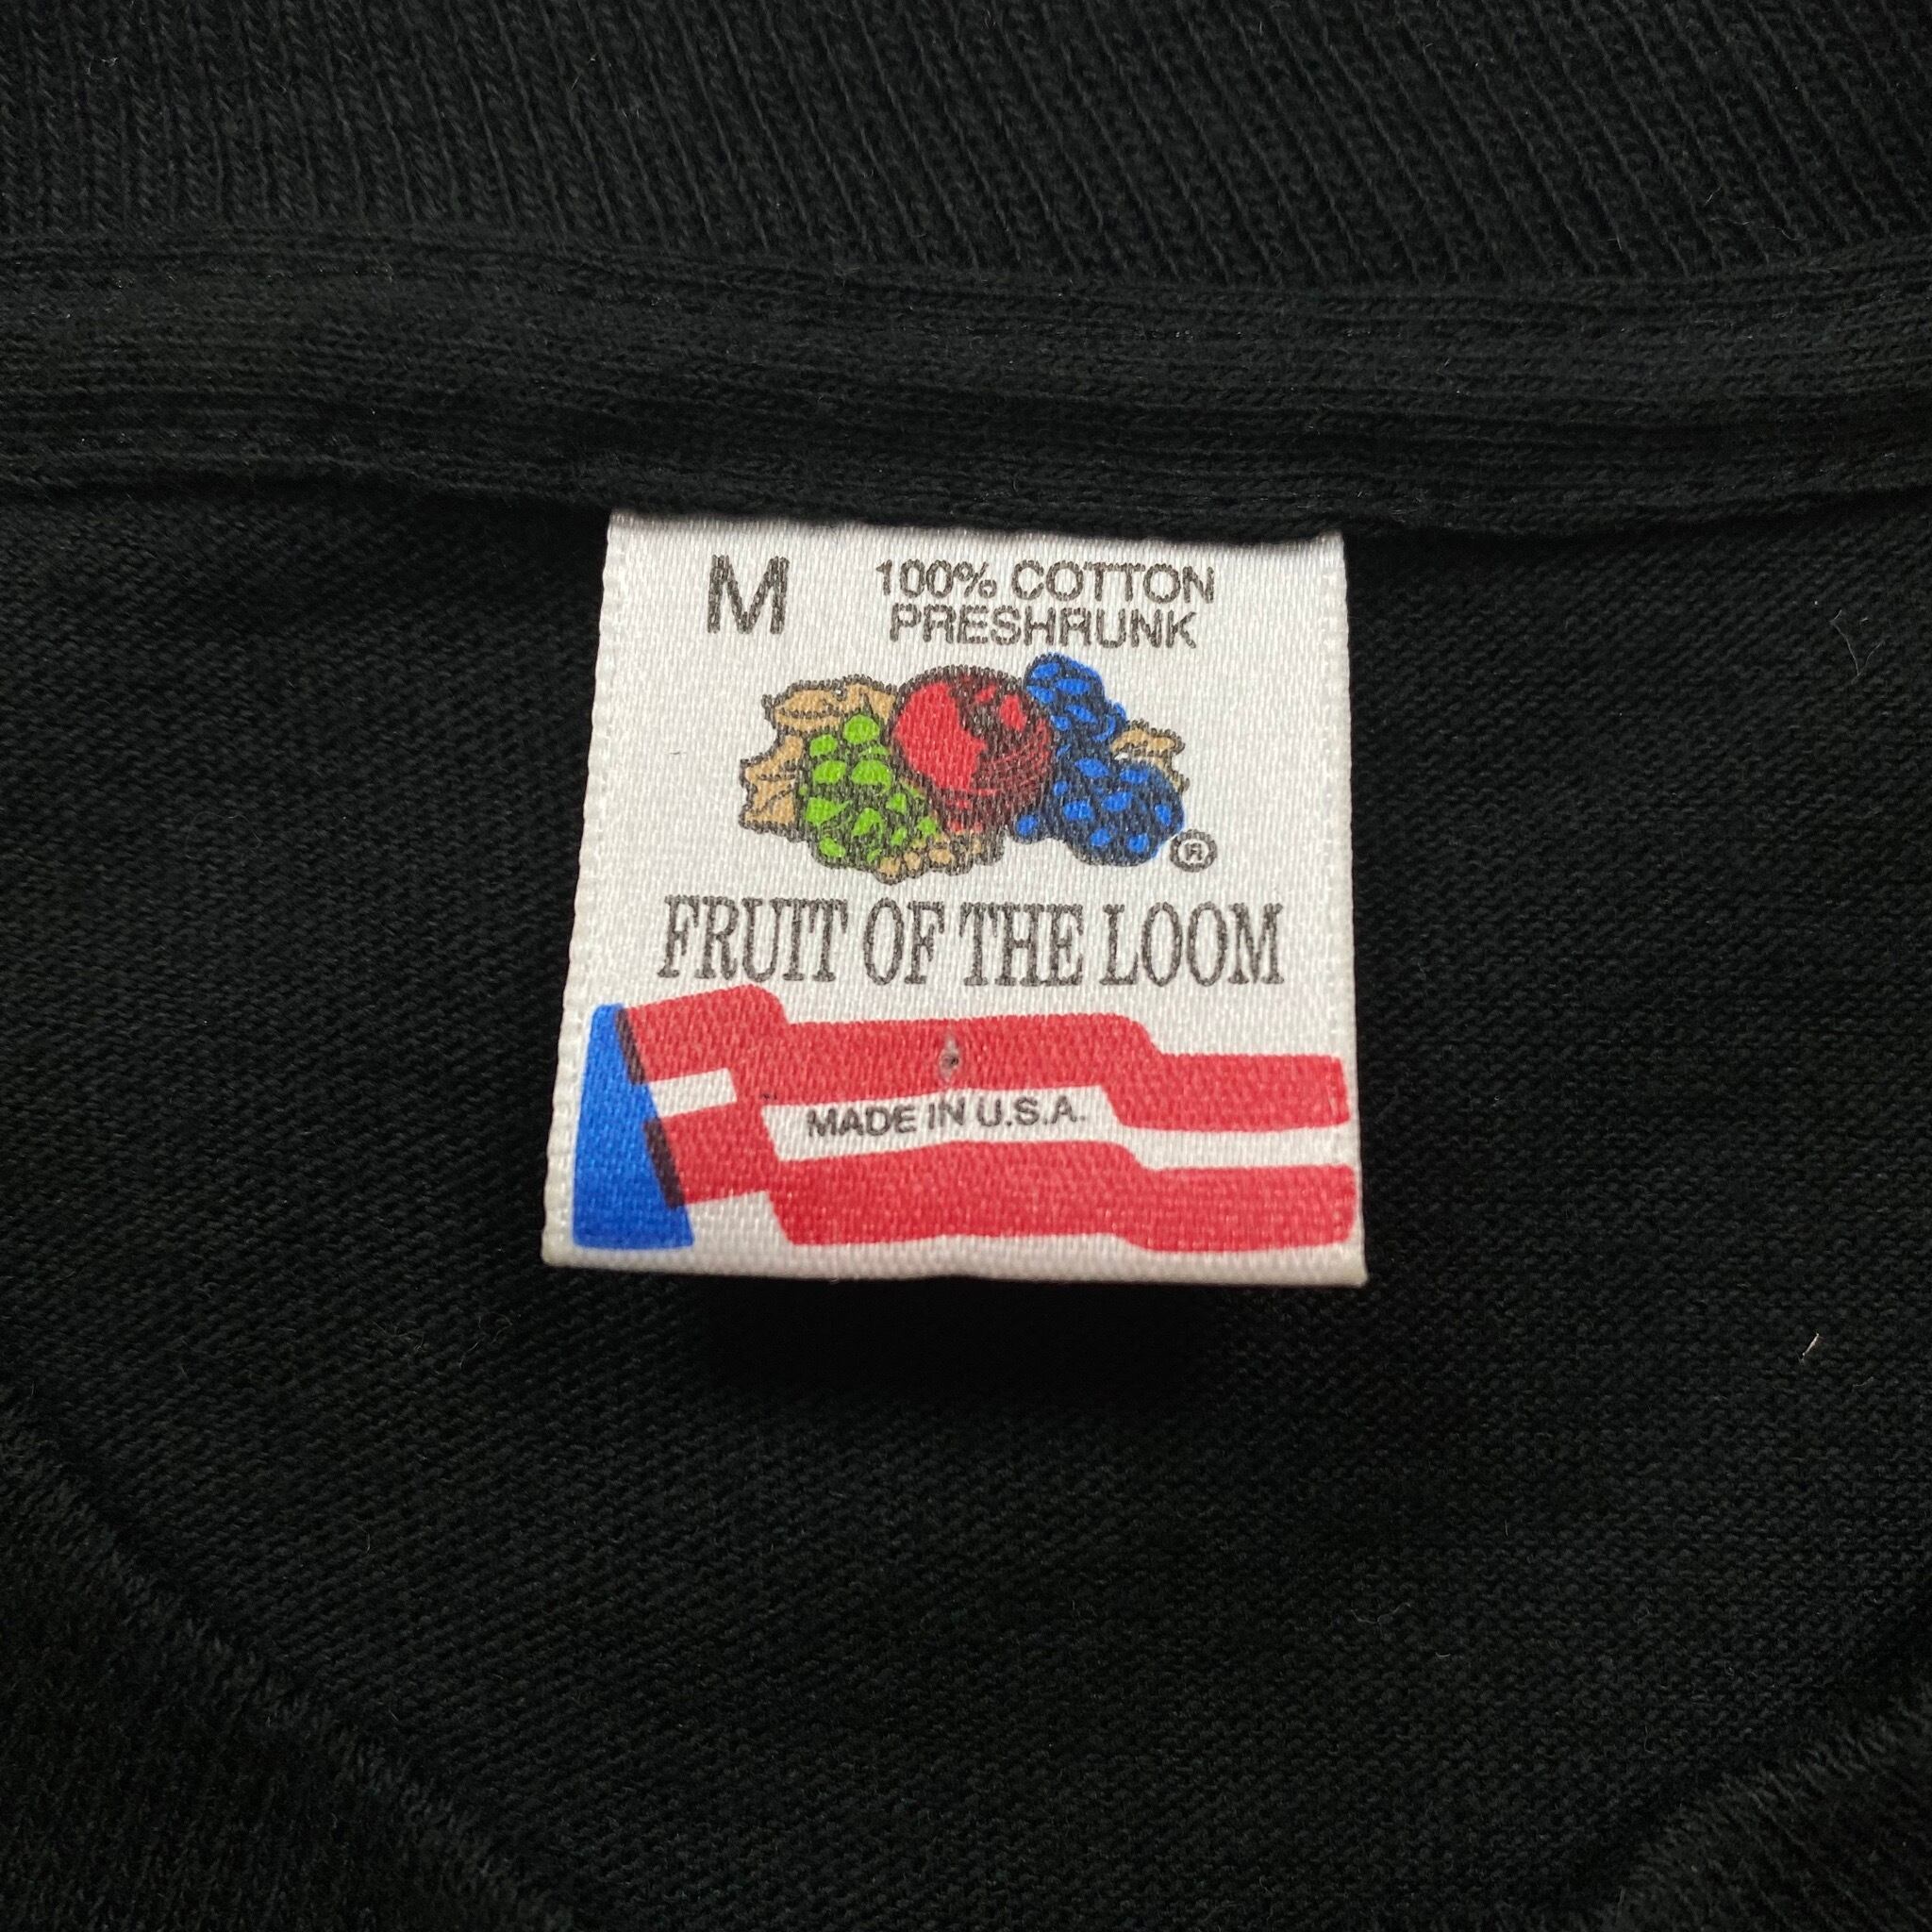 M
100% COTTON
PRESHRUNK
®
FRUIT OF THE LOOM
MADE IN U.S.A.